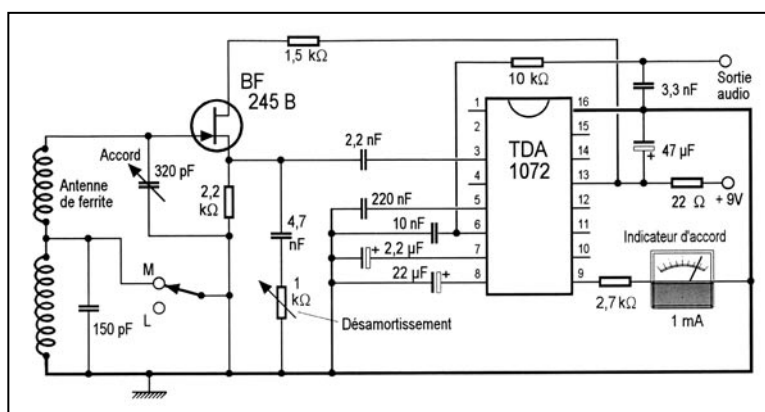 1,5 kΩ
BF
245 B
10 kΩ
Sortie
audio
3,3 nF
Accord
320 pF
Antenne
de ferrite
2,2
kΩ
2,2 nF
TDA
1072
1
2
3
4
5
6
7
8
16
15
14
13
12
11
10
9
47 µF
+
22 Ω
+ 9V
220 nF
10 nF
+ 2,2 µF
22 µF +
4,7
nF
M
L
150 pF
1
kΩ
Désamortissement
Indicateur d'accord
2,7 kΩ
1 mA